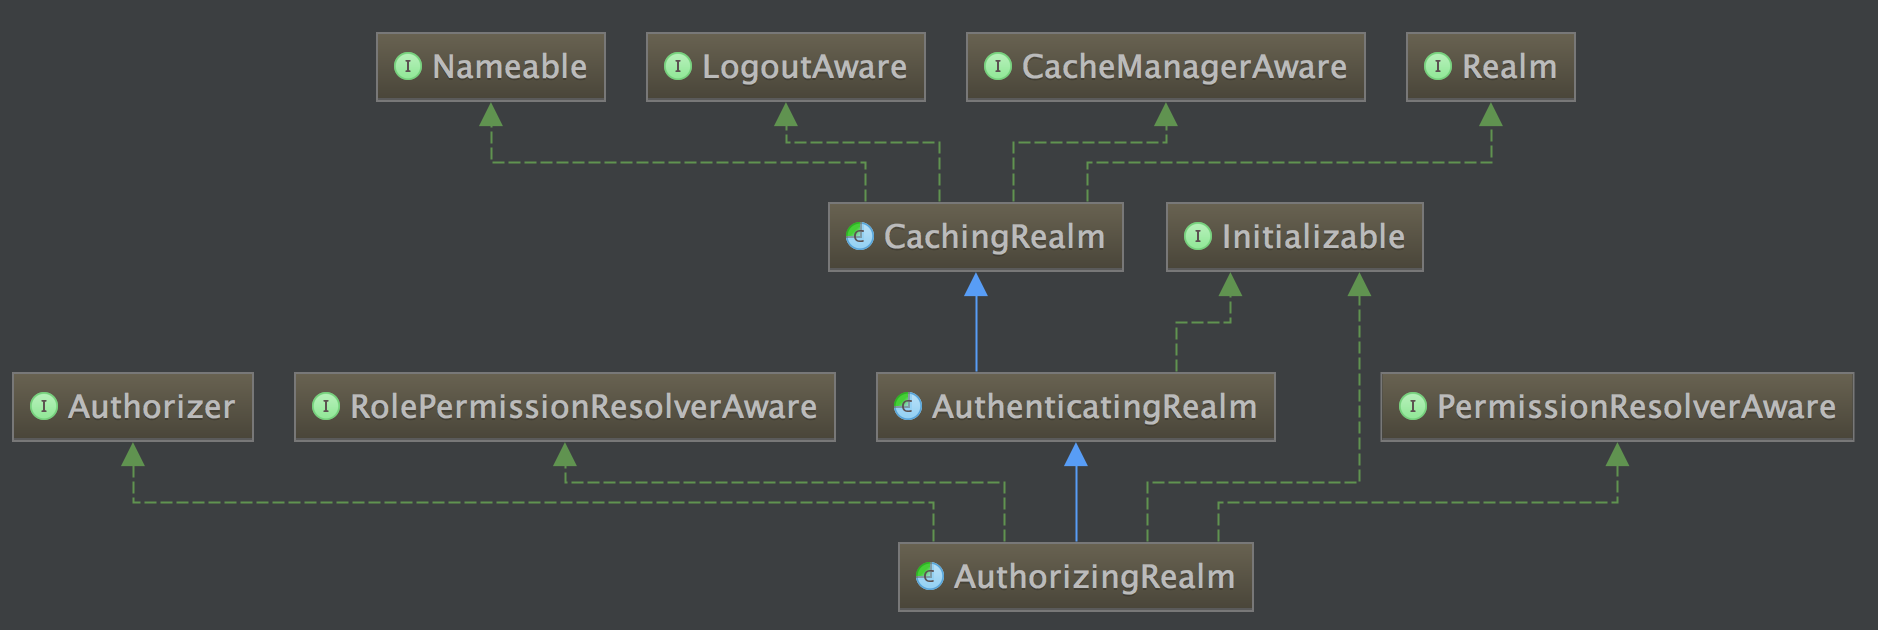 I Nameable
I LogoutAware
I CacheManagerAware
I Realm
C CachingRealm
I Initializable
I Authorizer
I RolePermissionResolverAware
C AuthenticatingRealm
I PermissionResolverAware
C AuthorizingRealm